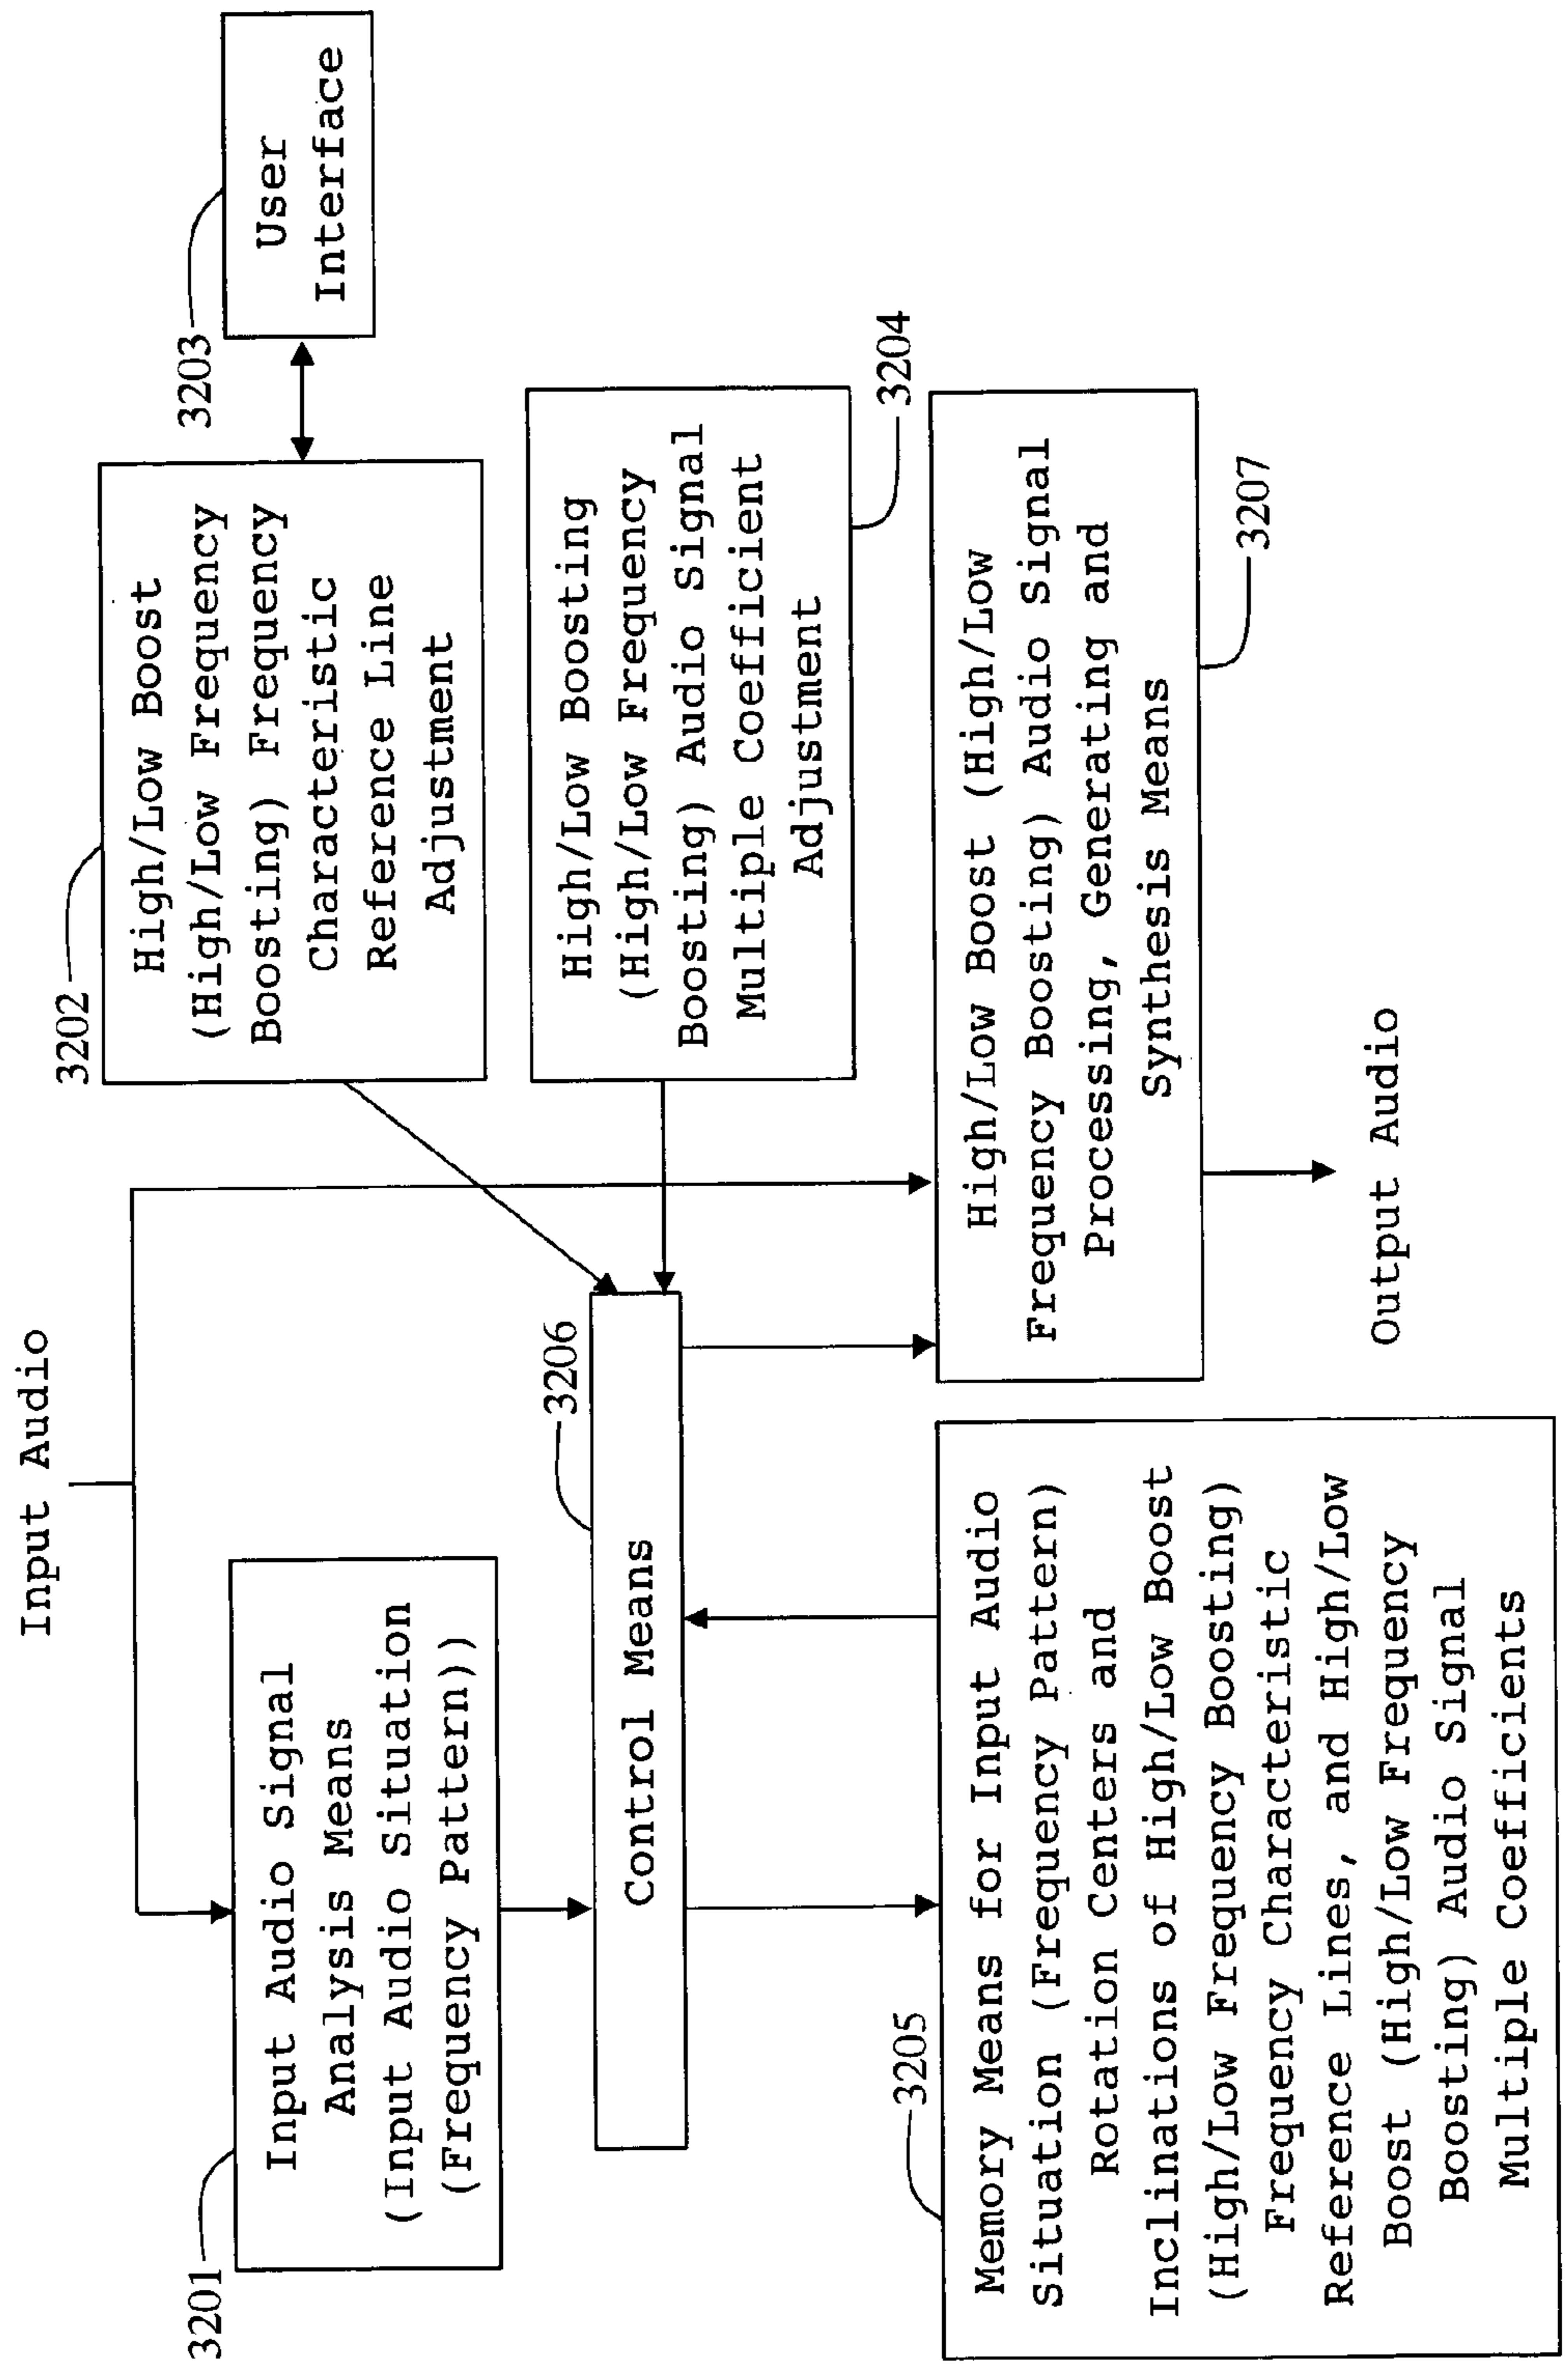 Input Audio
3201
Input Audio Signal
Analysis Means
(Input Audio Situation
(Frequency Pattern))
3202
High/Low Boost
(High/Low Frequency
Boosting) Frequency
Characteristic
Reference Line
Adjustment
3203
User
Interface
3204
High/Low Boosting
(High/Low Frequency
Boosting) Audio Signal
Multiple Coefficient
Adjustment
3206
Control Means
3205
Memory Means for Input Audio
Situation (Frequency Pattern)
Rotation Centers and
Inclinations of High/Low Boost
(High/Low Frequency Boosting)
Frequency Characteristic
Reference Lines, and High/Low
Boost (High/Low Frequency
Boosting) Audio Signal
Multiple Coefficients
3207
High/Low Boost (High/Low
Frequency Boosting) Audio Signal
Processing, Generating and
Synthesis Means
Output Audio